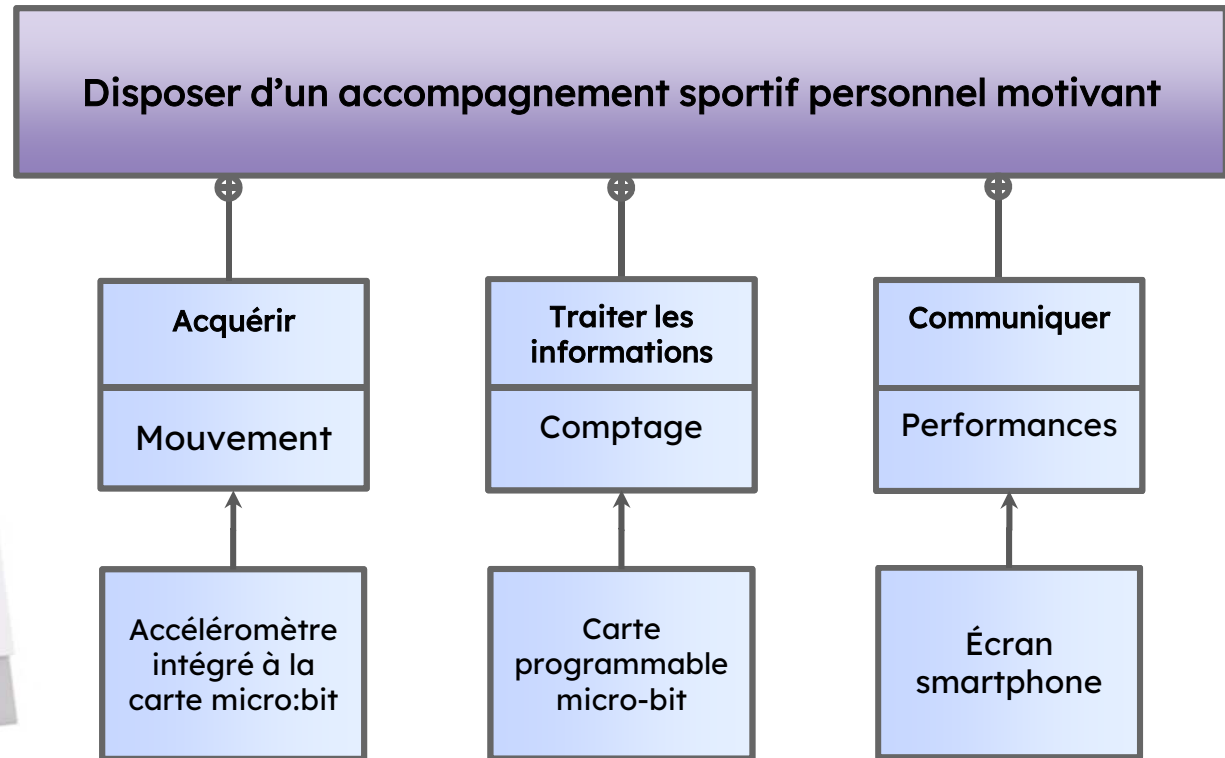 Disposer d’un accompagnement sportif personnel motivant
Acquérir
Mouvement
Traiter les
informations
Comptage
Communiquer
Performances
Accéléromètre
intégré à la
carte micro:bit
Carte
programmable
micro-bit
Écran
smartphone